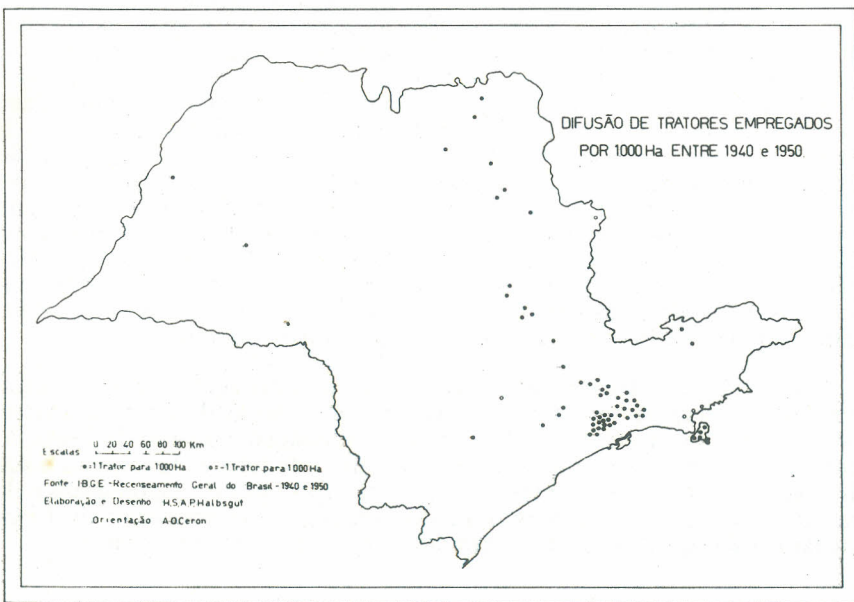 DIFUSÃO DE TRATORES EMPREGADOS
POR 1000 Ha ENTRE 1940 e 1950.
Escalas 0 20 40 60 80 100 Km
•=1 Trator para 1000 Ha o=-1 Trator para 1000 Ha
Fonte: IBGE-Recenseamento Geral do Brasil-1940 e 1950
Elaboração e Desenho H.S.A.P.Halbsgut
Orientação A.O.Ceron